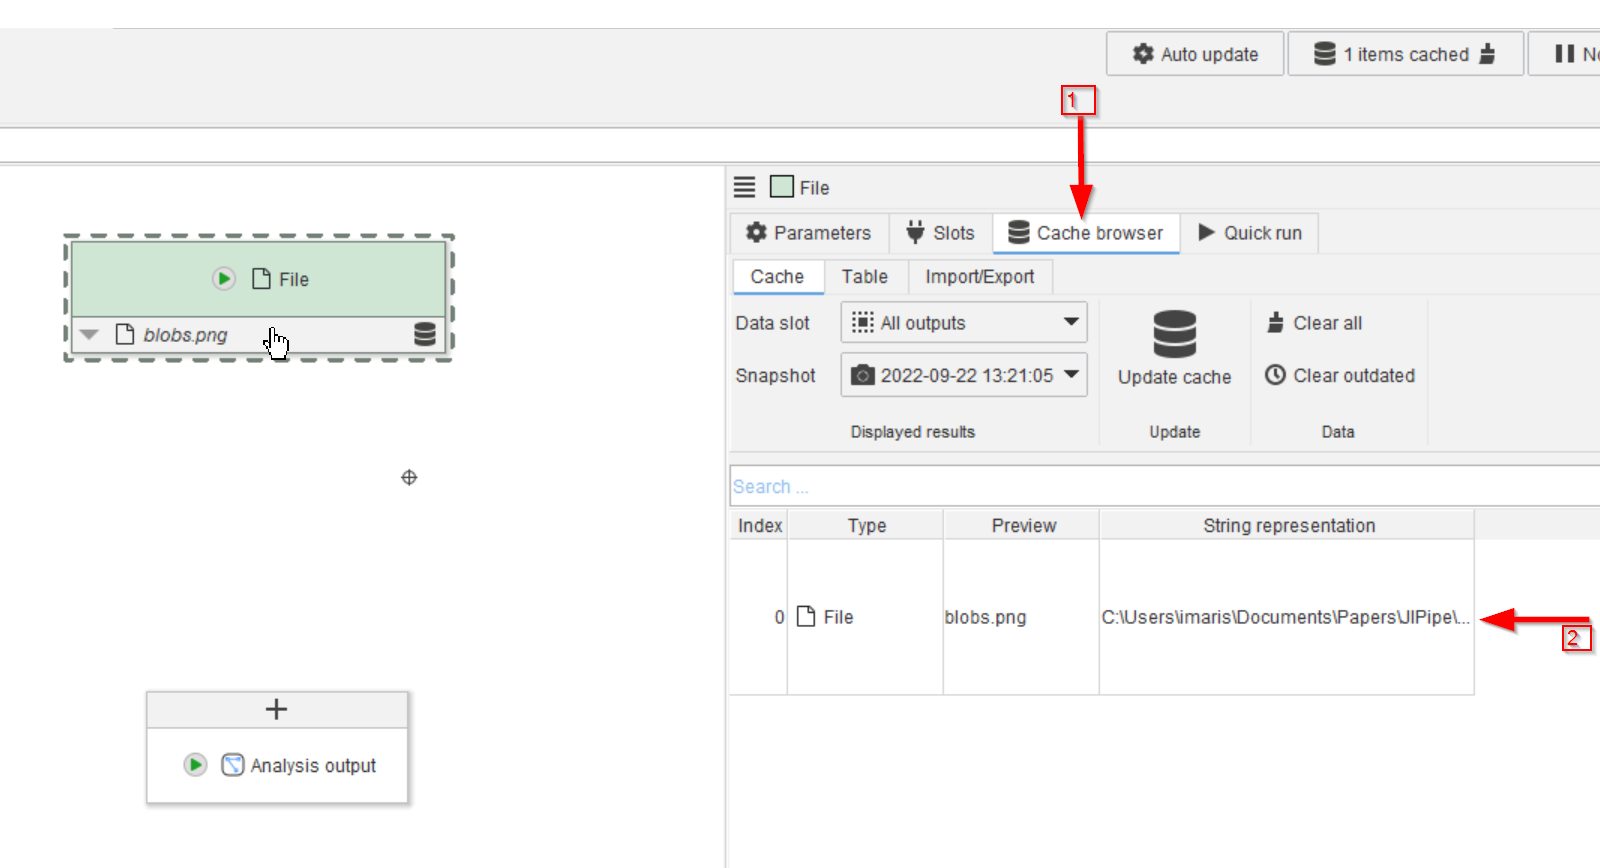 Auto update
1 items cached
1
File
Parameters
Slots
Cache browser
Quick run
Cache
Table
Import/Export
File
blobs.png
Data slot
All outputs
Clear all
Snapshot
2022-09-22 13:21:05
Update cache
Clear outdated
Displayed results
Update
Data
Search ...
Index
Type
Preview
String representation
0
File
blobs.png
C:\Users\imaris\Documents\Papers\JIPipe\...
2
+
Analysis output